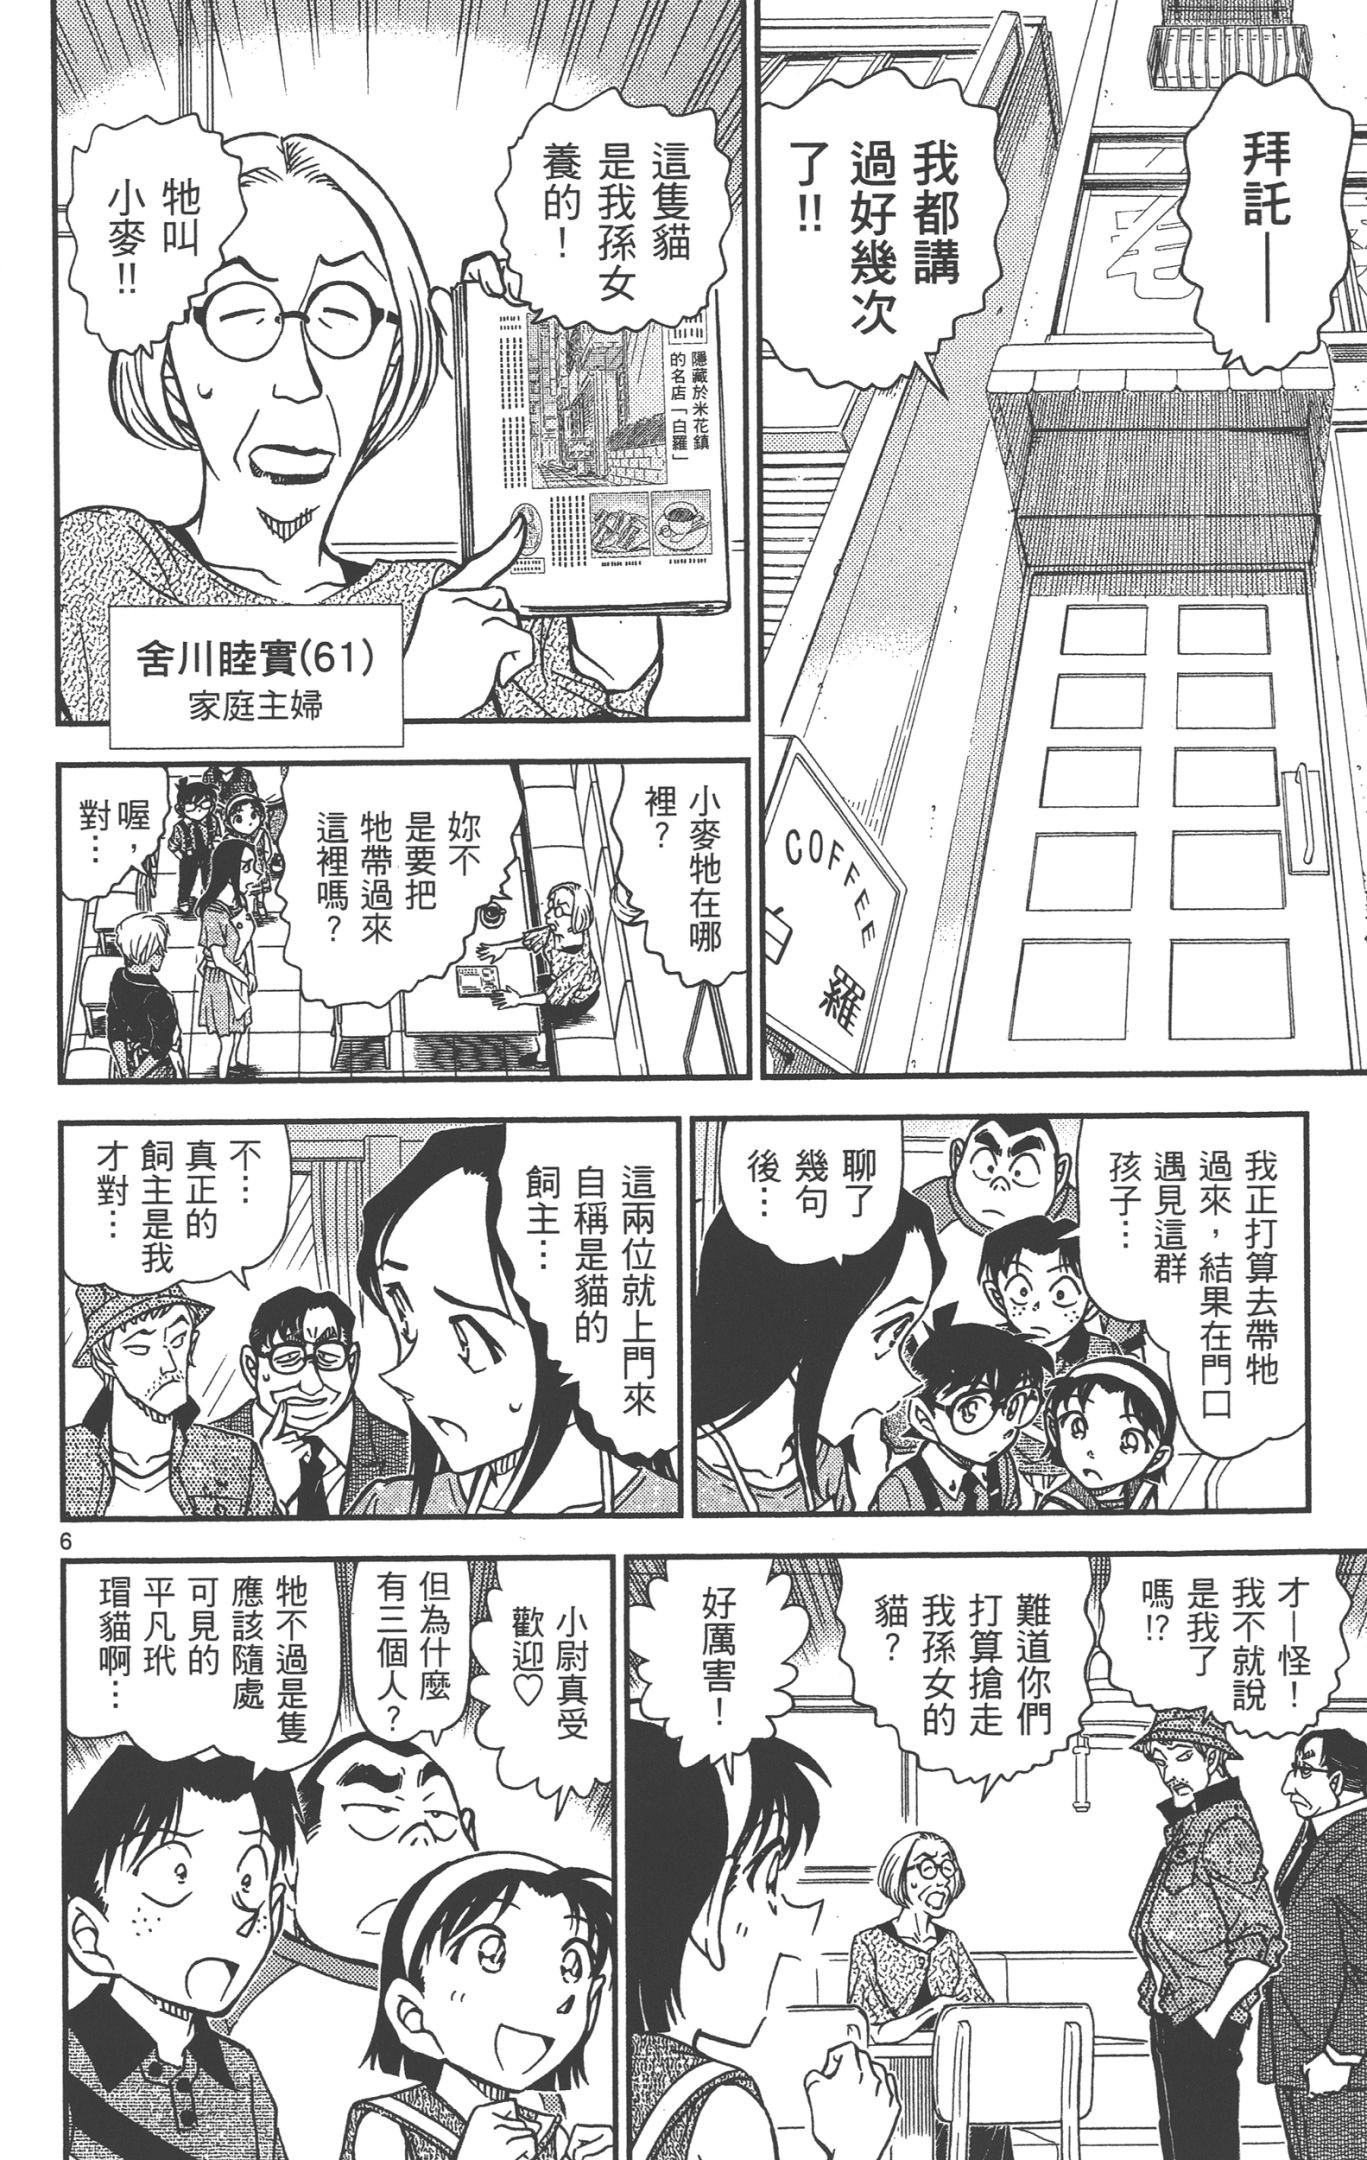 拜託——
我都講
過好幾次
了!!
毛
COFFEE
白
羅
這隻貓
是我孫女
養的！
牠叫
小麥!!
隱藏於米花鎮
的名店「白羅」
舍川睦實(61)
家庭主婦
小麥牠在哪
裡？
妳不
是要把
牠帶過來
這裡嗎？
喔，
對…
我正打算去帶牠
過來，結果在門口
遇見這群
孩子…
聊了
幾句
後…
這兩位就上門來
自稱是貓的
飼主…
不…
真正的
飼主是我
才對…
6
才—怪！
我不就說
是我了
嗎!?
難道你們
打算搶走
我孫女的
貓？
好厲害！
小尉真受
歡迎♡
但為什麼
有三個人？
牠不過是隻
應該隨處
可見的
平凡玳
瑁貓啊…